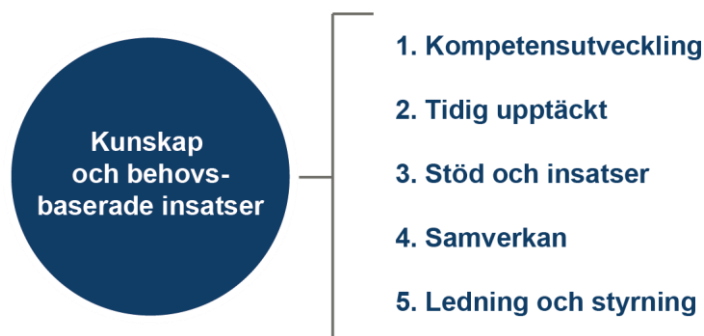 Kunskap
och behovs-
baserade insatser
1. Kompetensutveckling
2. Tidig upptäckt
3. Stöd och insatser
4. Samverkan
5. Ledning och styrning